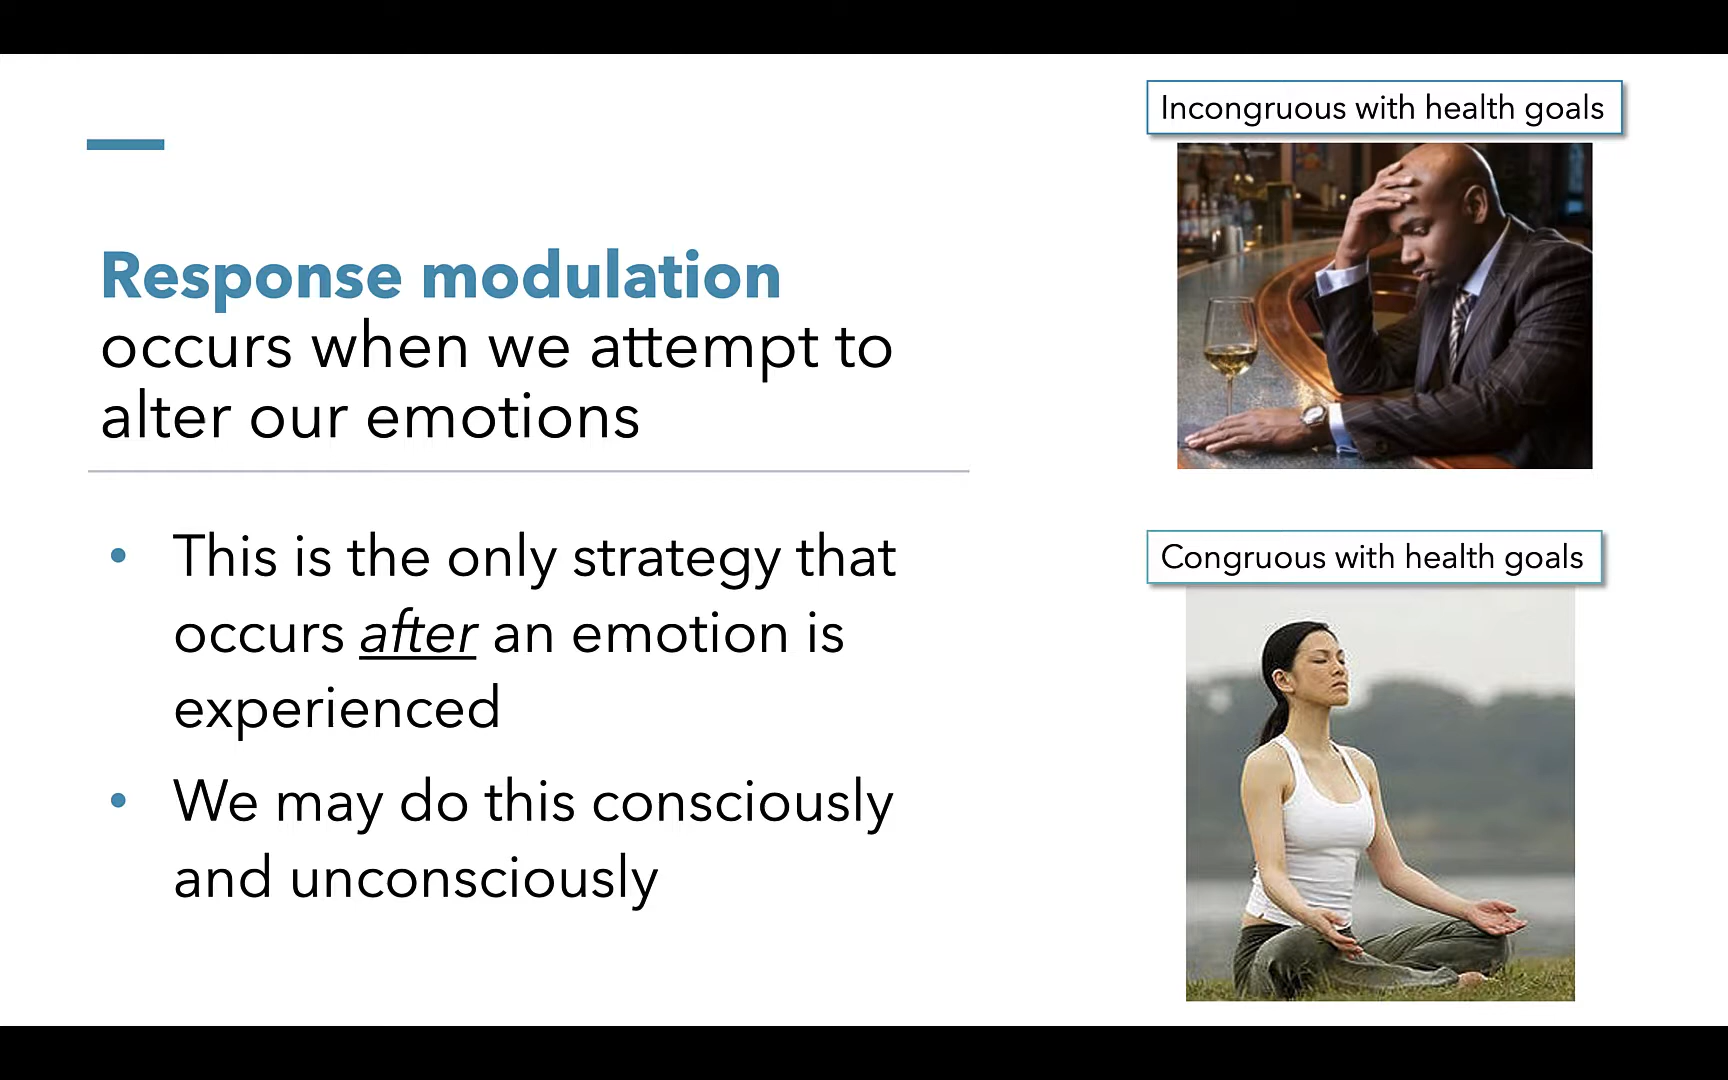 Response modulation
occurs when we attempt to
alter our emotions
• This is the only strategy that
occurs after an emotion is
experienced
• We may do this consciously
and unconsciously
Incongruous with health goals
Congruous with health goals